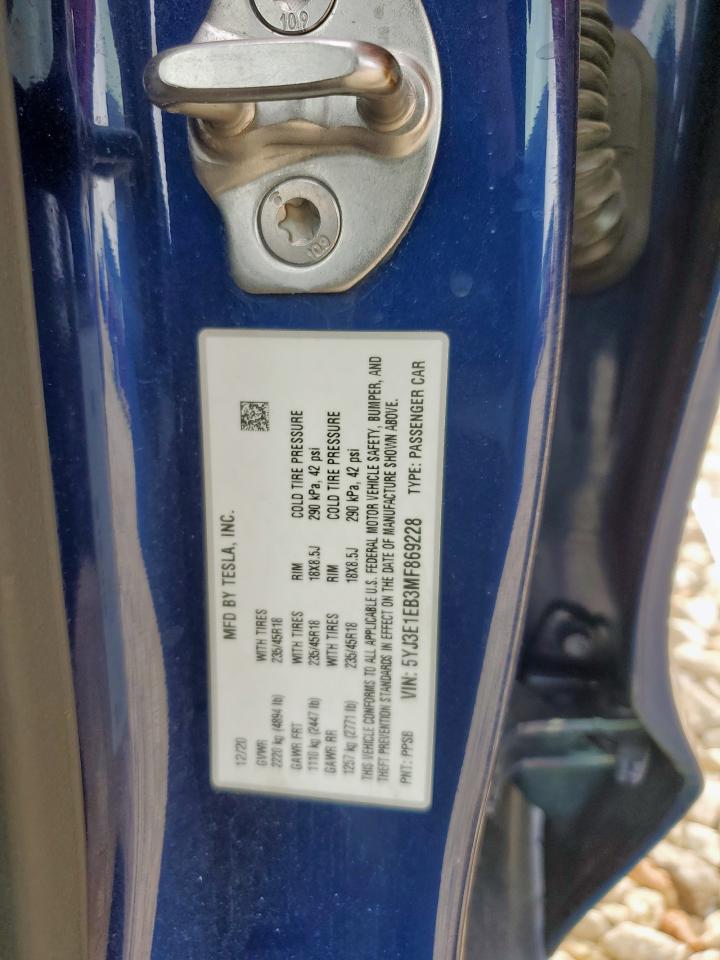 10.9
10.9
12/20 MFD BY TESLA, INC.
GVWR WITH TIRES
2220 kg (4894 lb) 235/45R18
GAWR FRT WITH TIRES RIM COLD TIRE PRESSURE
1110 kg (2447 lb) 235/45R18 18X8.5J 290 kPa, 42 psi
GAWR RR WITH TIRES RIM COLD TIRE PRESSURE
1257 kg (2771 lb) 235/45R18 18X8.5J 290 kPa, 42 psi
THIS VEHICLE CONFORMS TO ALL APPLICABLE U.S. FEDERAL MOTOR VEHICLE SAFETY, BUMPER, AND
THEFT PREVENTION STANDARDS IN EFFECT ON THE DATE OF MANUFACTURE SHOWN ABOVE.
PNT: PPSB VIN: 5YJ3E1EB3MF869228 TYPE: PASSENGER CAR